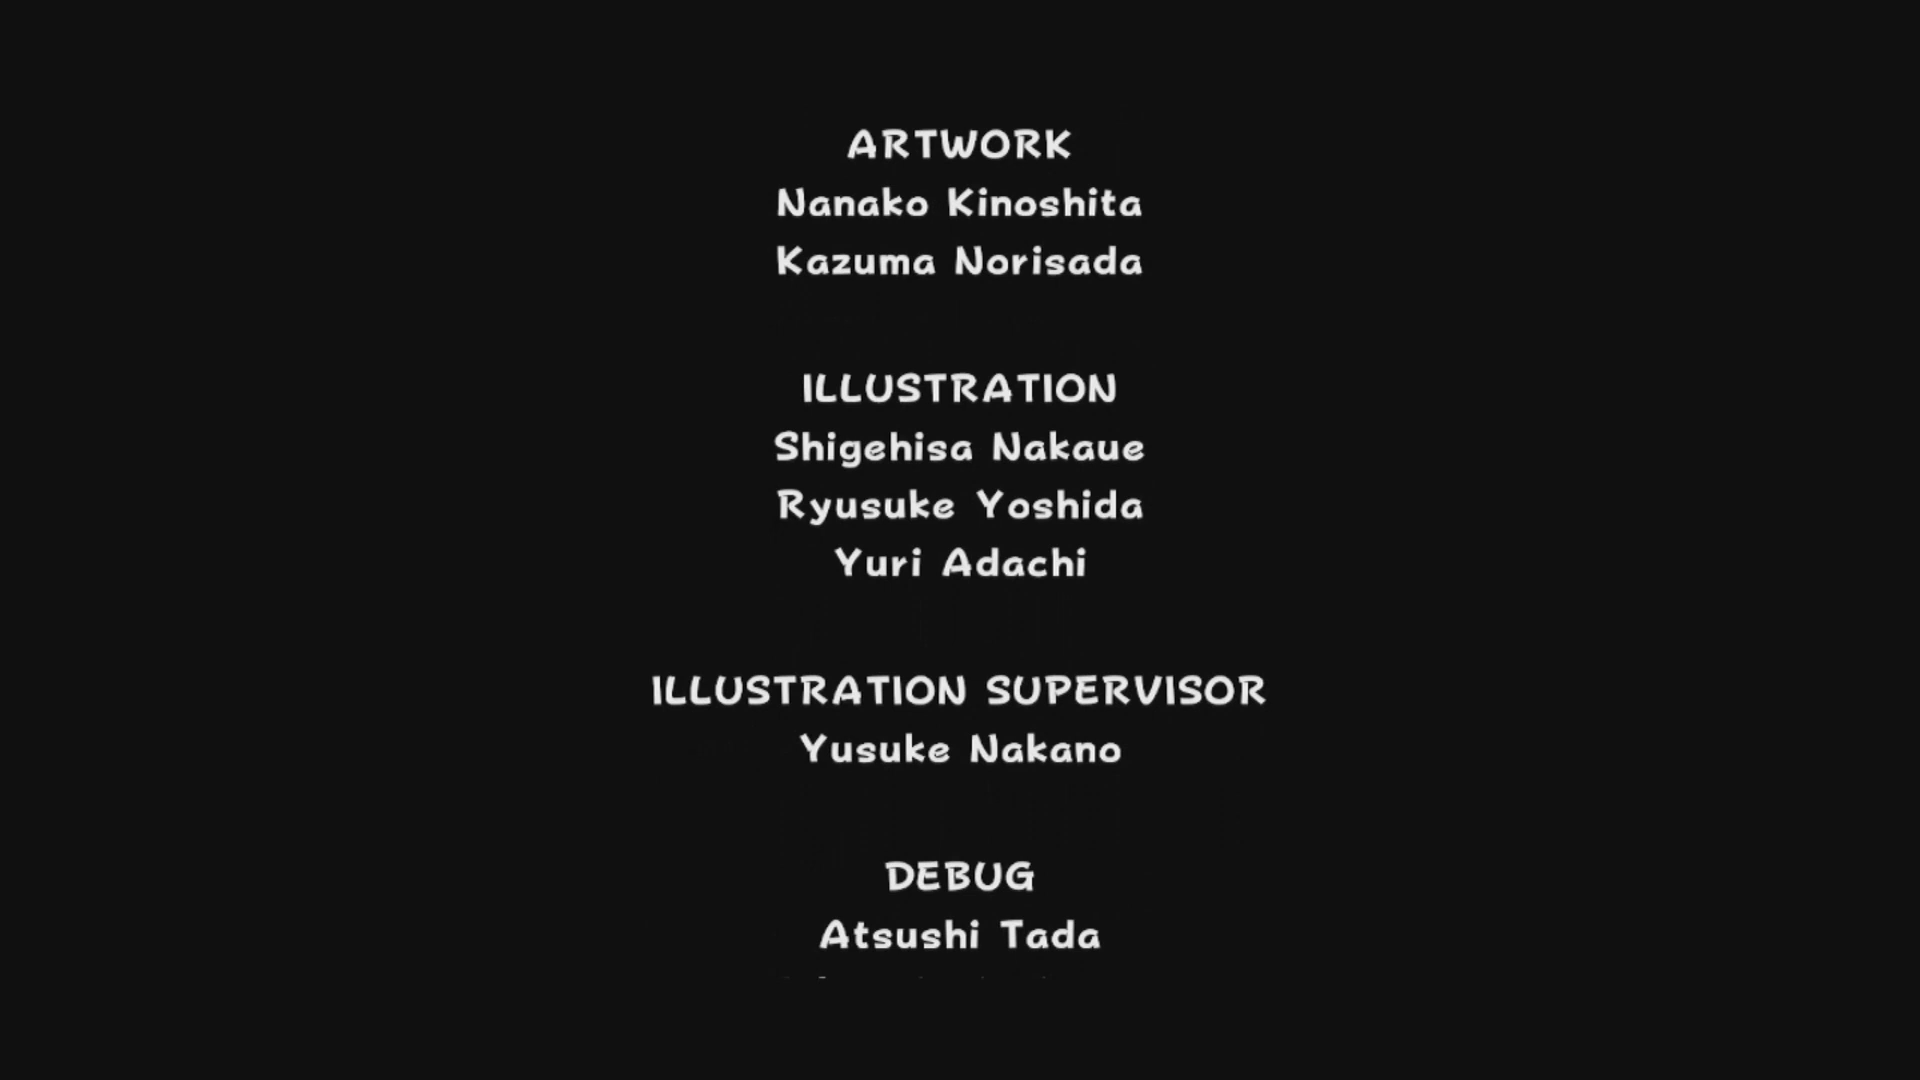 ARTWORK
Nanako Kinoshita
Kazuma Norisada
ILLUSTRATION
Shigehisa Nakaue
Ryusuke Yoshida
Yuri Adachi
ILLUSTRATION SUPERVISOR
Yusuke Nakano
DEBUG
Atsushi Tada